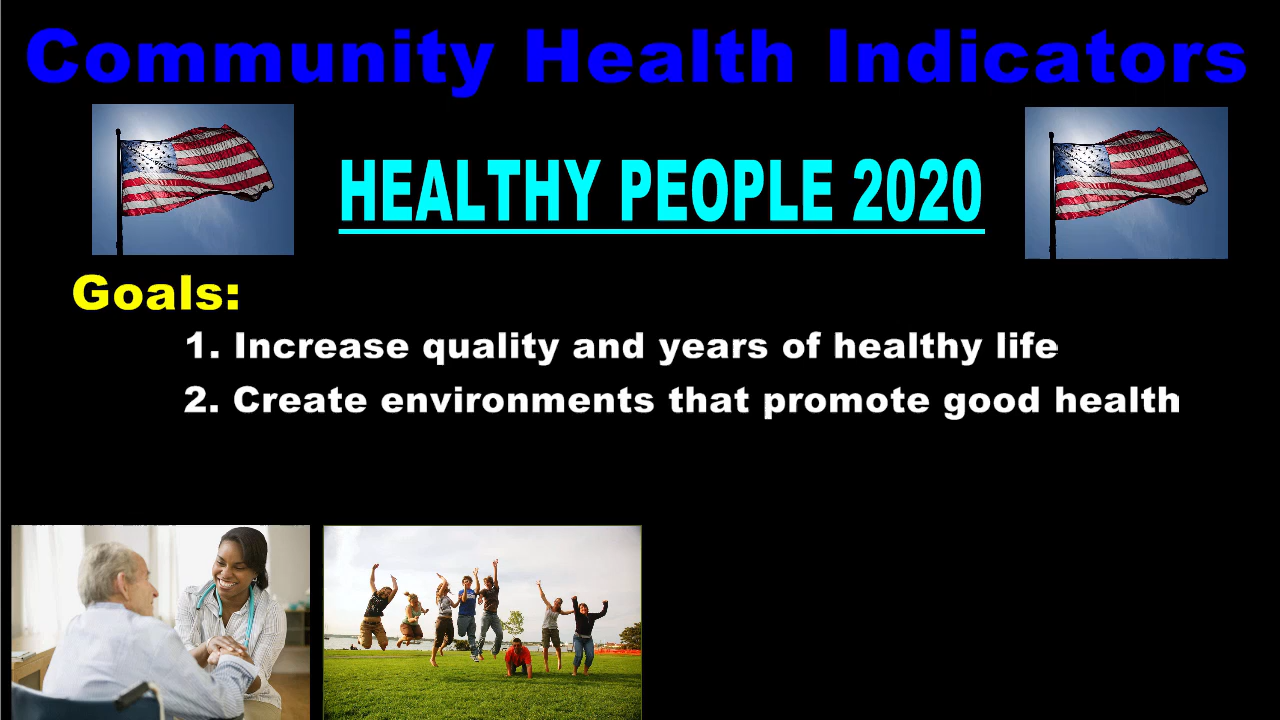 Community Health Indicators
HEALTHY PEOPLE 2020
Goals:
1. Increase quality and years of healthy life
2. Create environments that promote good health